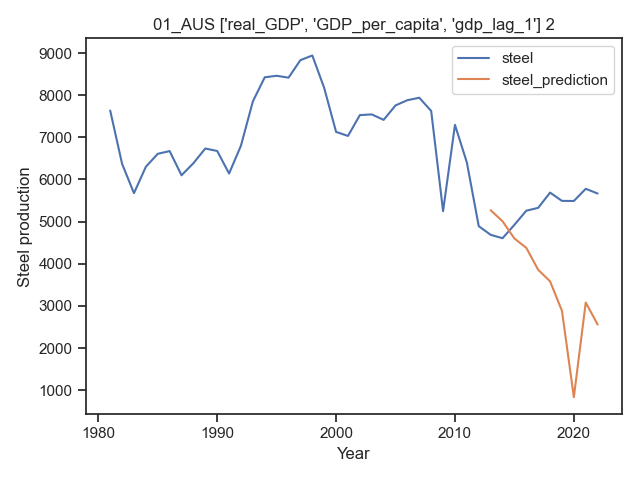 01_AUS ['real_GDP', 'GDP_per_capita', 'gdp_lag_1'] 2
steel
steel_prediction
Steel production
9000
8000
7000
6000
5000
4000
3000
2000
1000
1980
1990
2000
2010
2020
Year